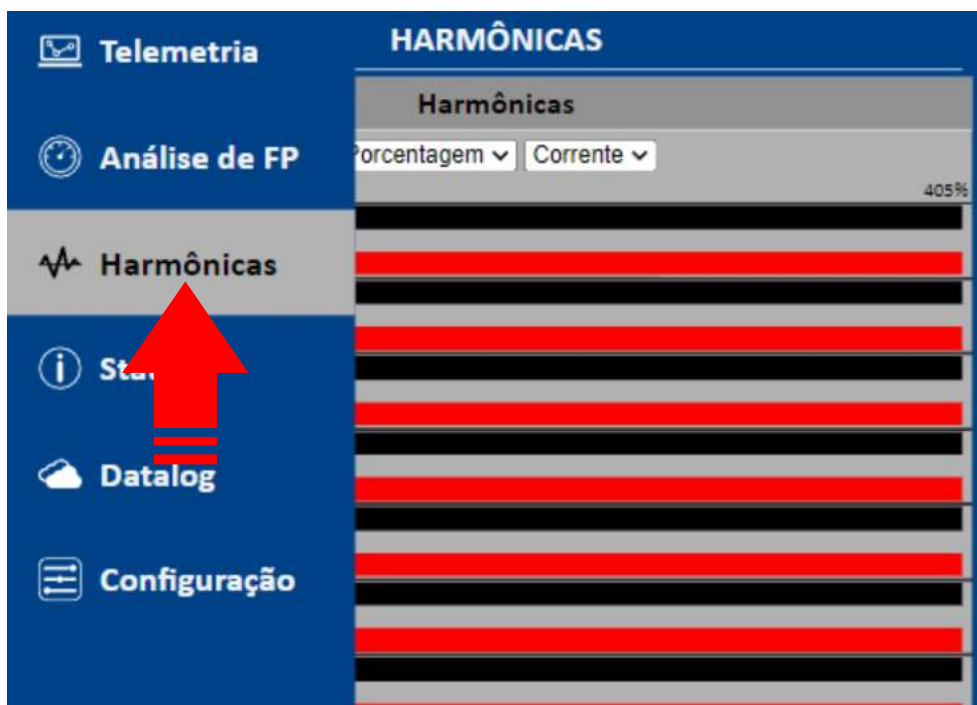 Telemetria
Análise de FP
Harmônicas
Datalog
Configuração
HARMÔNICAS
Harmônicas
Porcentagem
Corrente
405%